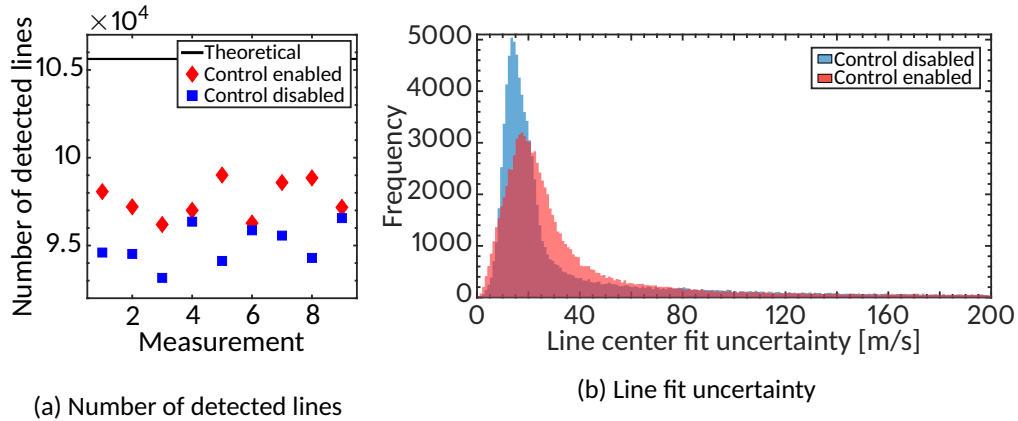 ×10⁴
Number of detected lines
10.5
10
9.5
Theoretical
Control enabled
Control disabled
2 4 6 8
Measurement
(a) Number of detected lines
Frequency
5000
4000
3000
2000
1000
0
Control disabled
Control enabled
0 40 80 120 160 200
Line center fit uncertainty [m/s]
(b) Line fit uncertainty